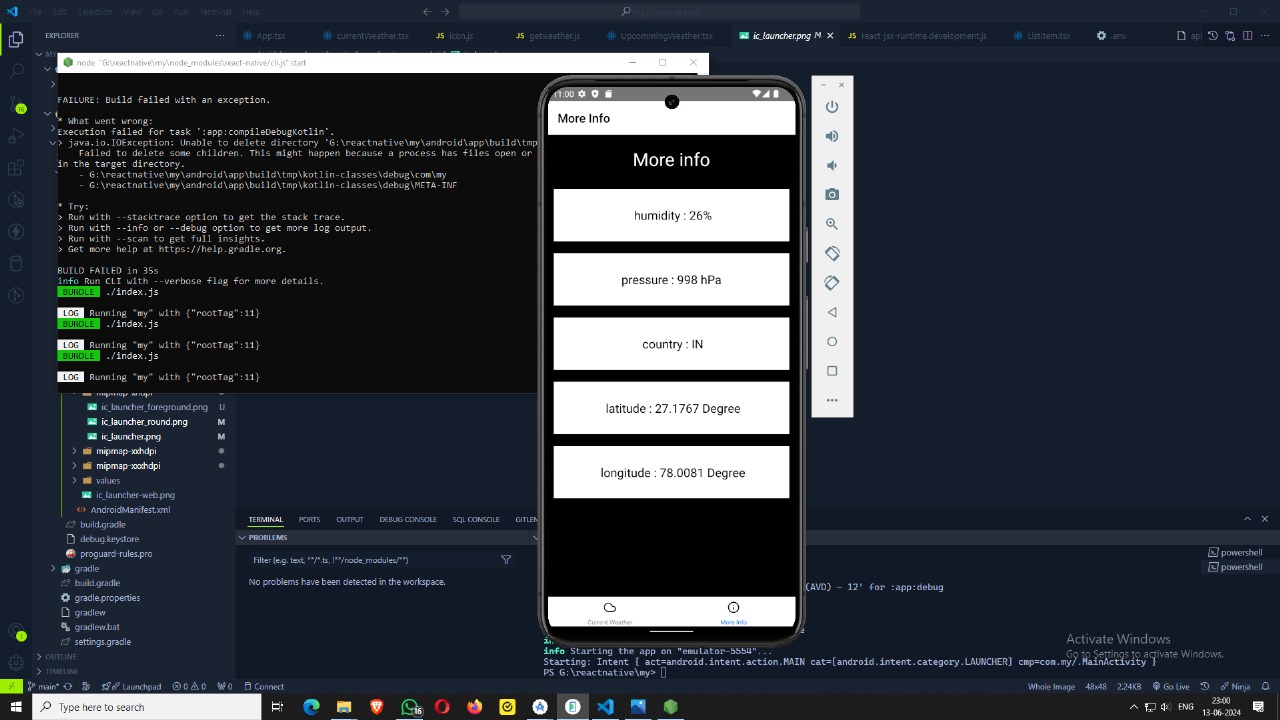 File Edit Selection View Go Run Terminal Help
EXPLORER
App.tsx
currentWeather.tsx
icon.js
getweather.js
UpcommingWeather.tsx
ic_launcher.png M
react-jsx-runtime.development.js
ListItem.tsx
.env
api
node "G:\reactnative\my\node_modules\react-native/cli.js" start
FAILURE: Build failed with an exception.
* What went wrong:
Execution failed for task ':app:compileDebugKotlin'.
> java.io.IOException: Unable to delete directory 'G:\reactnative\my\android\app\build\tmp
Failed to delete some children. This might happen because a process has files open or
in the target directory.
- G:\reactnative\my\android\app\build\tmp\kotlin-classes\debug\com\my
- G:\reactnative\my\android\app\build\tmp\kotlin-classes\debug\META-INF
* Try:
> Run with --stacktrace option to get the stack trace.
> Run with --info or --debug option to get more log output.
> Run with --scan to get full insights.
> Get more help at https://help.gradle.org.
BUILD FAILED in 35s
info Run CLI with --verbose flag for more details.
BUNDLE ./index.js
LOG Running "my" with {"rootTag":11}
BUNDLE ./index.js
LOG Running "my" with {"rootTag":11}
BUNDLE ./index.js
LOG Running "my" with {"rootTag":11}
11:00
More Info
More info
humidity : 26%
pressure : 998 hPa
country : IN
latitude : 27.1767 Degree
longitude : 78.0081 Degree
Current Weather
More Info
mipmap-xhdpi
ic_launcher_foreground.png U
ic_launcher_round.png M
ic_launcher.png M
mipmap-xxhdpi
mipmap-xxxhdpi
values
ic_launcher-web.png
AndroidManifest.xml
build.gradle
debug.keystore
proguard-rules.pro
gradle
build.gradle
gradle.properties
gradlew
gradlew.bat
settings.gradle
OUTLINE
TIMELINE
TERMINAL PORTS OUTPUT DEBUG CONSOLE SQL CONSOLE GITLEN
PROBLEMS
Filter (e.g. text, **/*.ts, !**/node_modules/**)
No problems have been detected in the workspace.
powershell
powershell
(AVD) - 12' for :app:debug
info Starting the app on "emulator-5554"...
Starting: Intent { act=android.intent.action.MAIN cat=[android.intent.category.LAUNCHER] cmp=com.my/.MainActivity }
PS G:\reactnative\my>
Activate Windows
Go to Settings to activate Windows.
main* Launchpad 0 0 0 Connect
Whole Image 48x48 2.24KB Go Live Ninja
Type here to search
16
ENG
23:00
13-06-2024